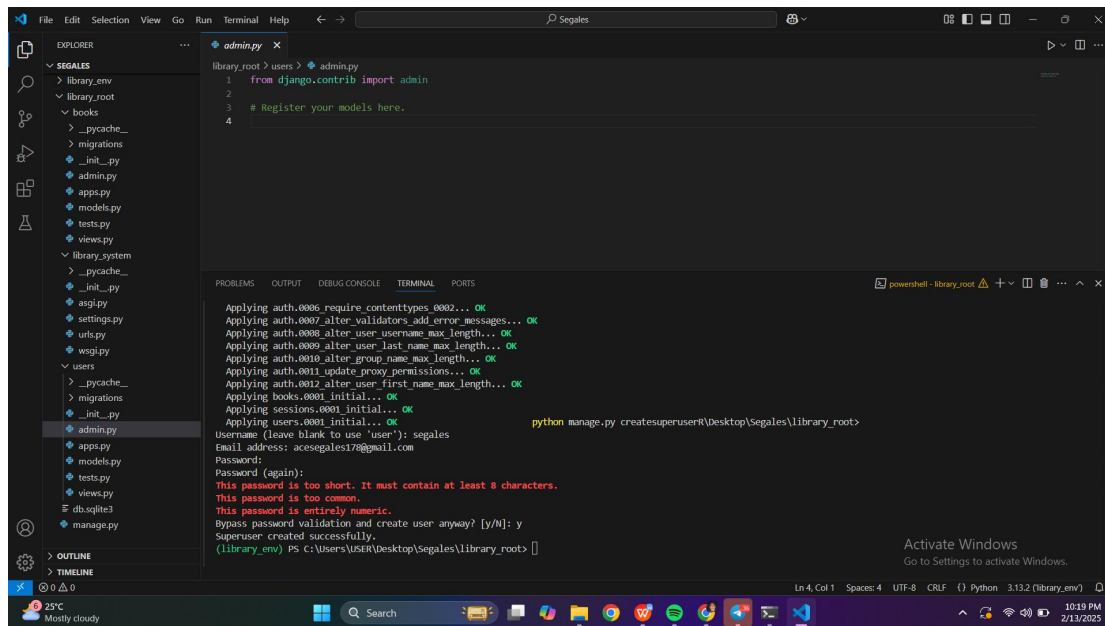 File Edit Selection View Go Run Terminal Help
Segales
EXPLORER
SEGALES
library_env
library_root
books
__pycache__
migrations
__init__.py
admin.py
apps.py
models.py
tests.py
views.py
library_system
__pycache__
__init__.py
asgi.py
settings.py
urls.py
wsgi.py
users
__pycache__
migrations
__init__.py
admin.py
apps.py
models.py
tests.py
views.py
db.sqlite3
manage.py
OUTLINE
TIMELINE
admin.py
library_root > users > admin.py
1 from django.contrib import admin
2
3 # Register your models here.
4
PROBLEMS OUTPUT DEBUG CONSOLE TERMINAL PORTS
powershell - library_root
Applying auth.0006_require_contenttypes_0002... OK
Applying auth.0007_alter_validators_add_error_messages... OK
Applying auth.0008_alter_user_username_max_length... OK
Applying auth.0009_alter_user_last_name_max_length... OK
Applying auth.0010_alter_group_name_max_length... OK
Applying auth.0011_update_proxy_permissions... OK
Applying auth.0012_alter_user_first_name_max_length... OK
Applying books.0001_initial... OK
Applying sessions.0001_initial... OK
Applying users.0001_initial... OK python manage.py createsuperuserR\Desktop\Segales\library_root>
Username (leave blank to use 'user'): segales
Email address: acesegales178@gmail.com
Password:
Password (again):
This password is too short. It must contain at least 8 characters.
This password is too common.
This password is entirely numeric.
Bypass password validation and create user anyway? [y/N]: y
Superuser created successfully.
(library_env) PS C:\Users\USER\Desktop\Segales\library_root>
Activate Windows
Go to Settings to activate Windows.
0 0 Ln 4, Col 1 Spaces: 4 UTF-8 CRLF {} Python 3.13.2 ('library_env')
6
25°C
Mostly cloudy
Search
10:19 PM
2/13/2025